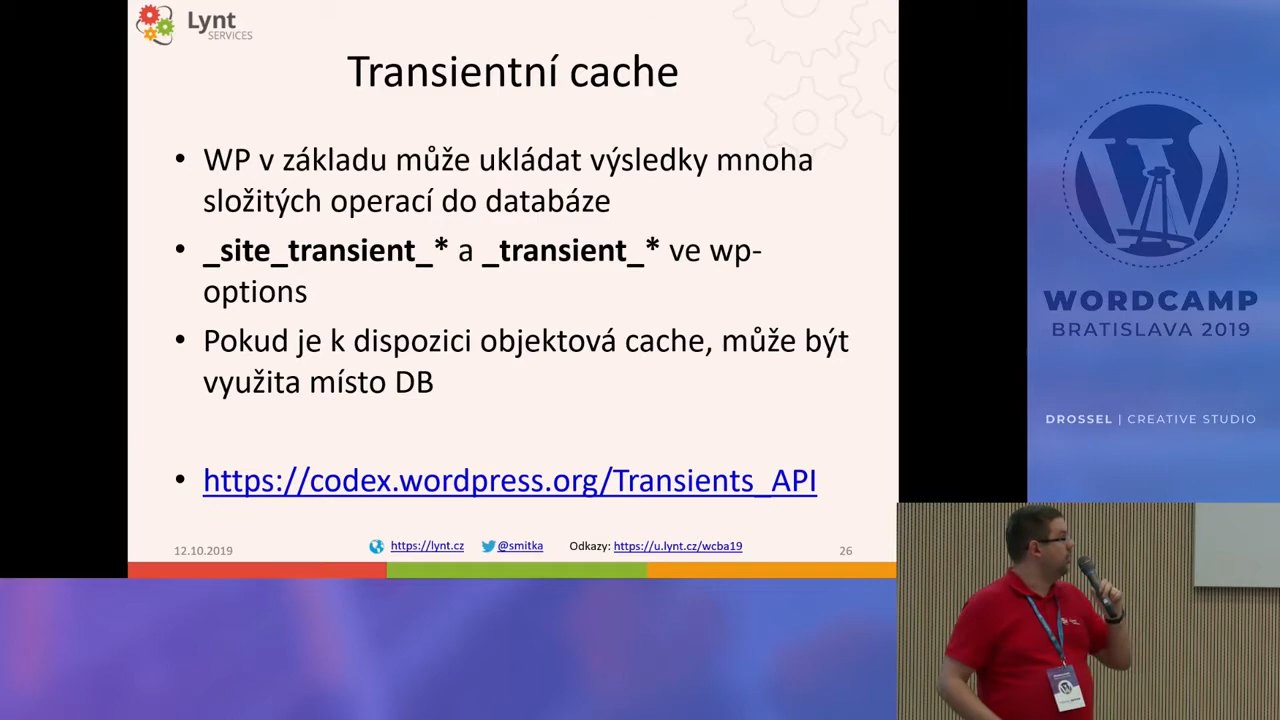 Lynt
SERVICES
Transientní cache
• WP v základu může ukládat výsledky mnoha
složitých operací do databáze
• _site_transient_* a _transient_* ve wp-
options
• Pokud je k dispozici objektová cache, může být
využita místo DB
• https://codex.wordpress.org/Transients_API
12.10.2019
https://lynt.cz
@smitka
Odkazy: https://u.lynt.cz/wcba19
26
WORDCAMP
BRATISLAVA 2019
DROSSEL | CREATIVE STUDIO